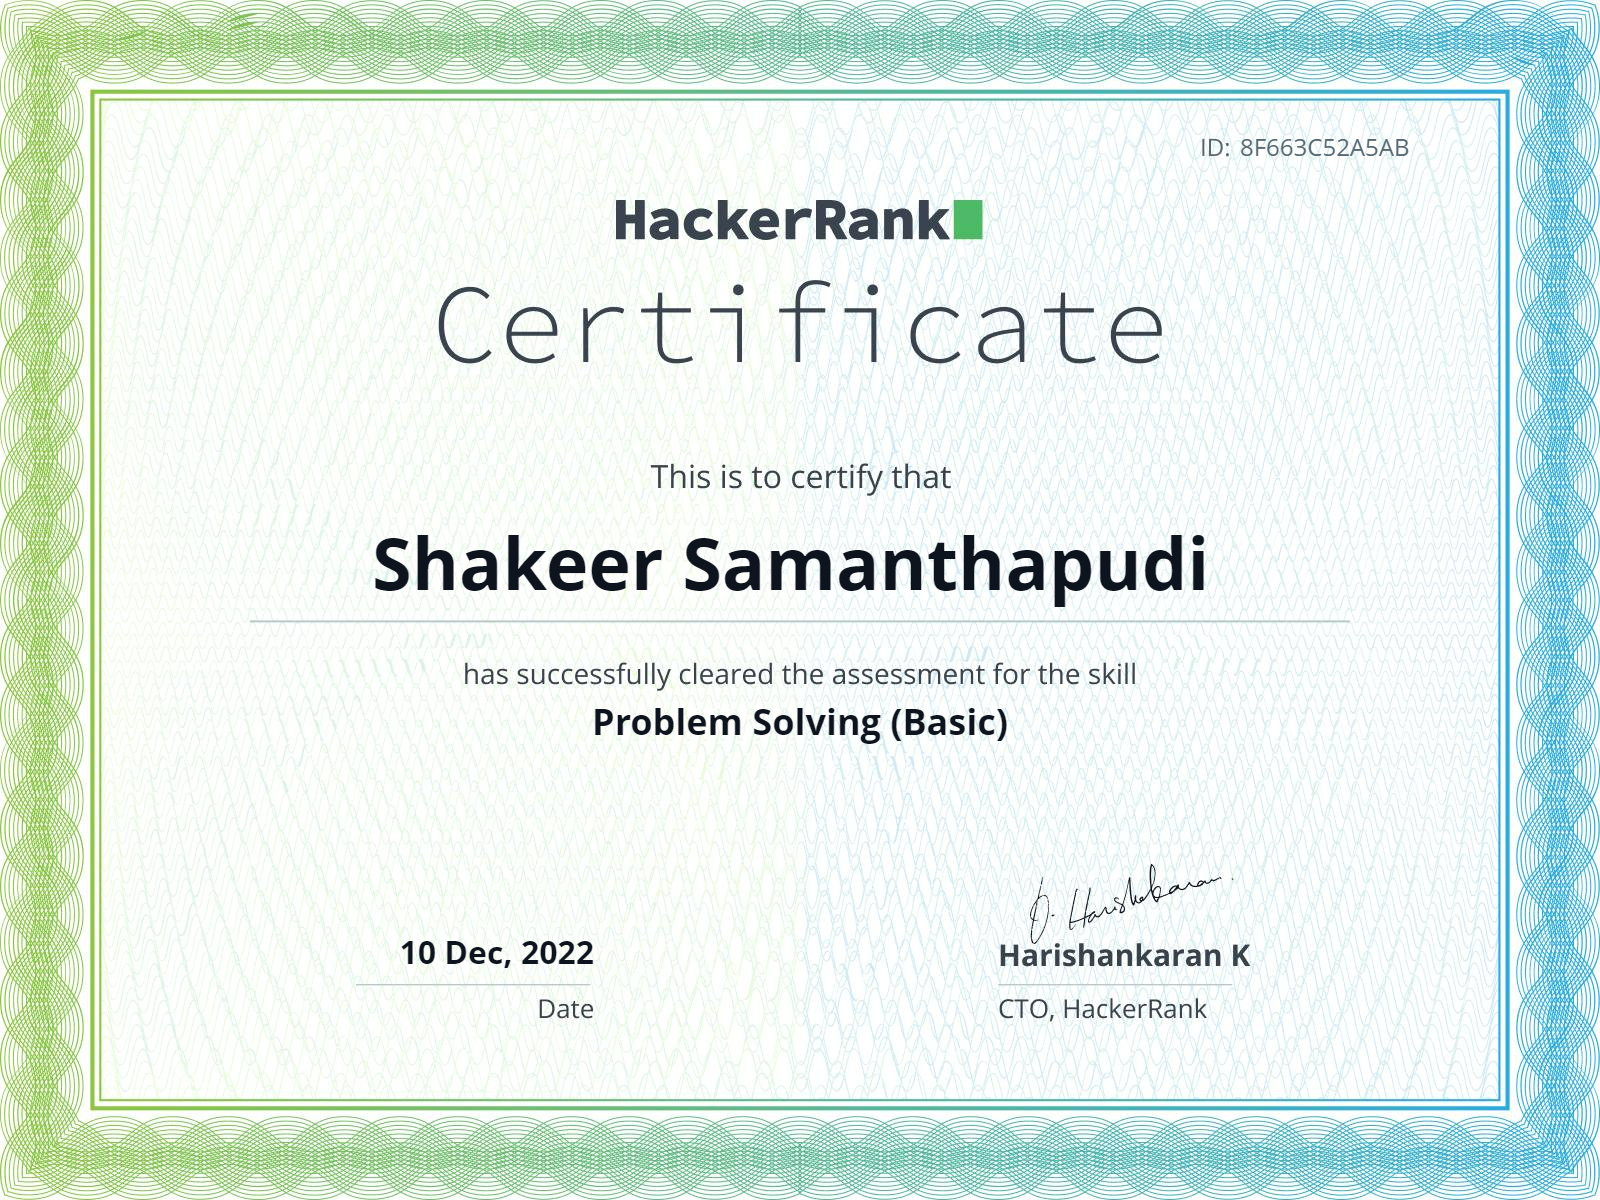 ID: 8F663C52A5AB
HackerRank
Certificate
This is to certify that
Shakeer Samanthapudi
has successfully cleared the assessment for the skill
Problem Solving (Basic)
10 Dec, 2022
Date
Harishankaran K
CTO, HackerRank